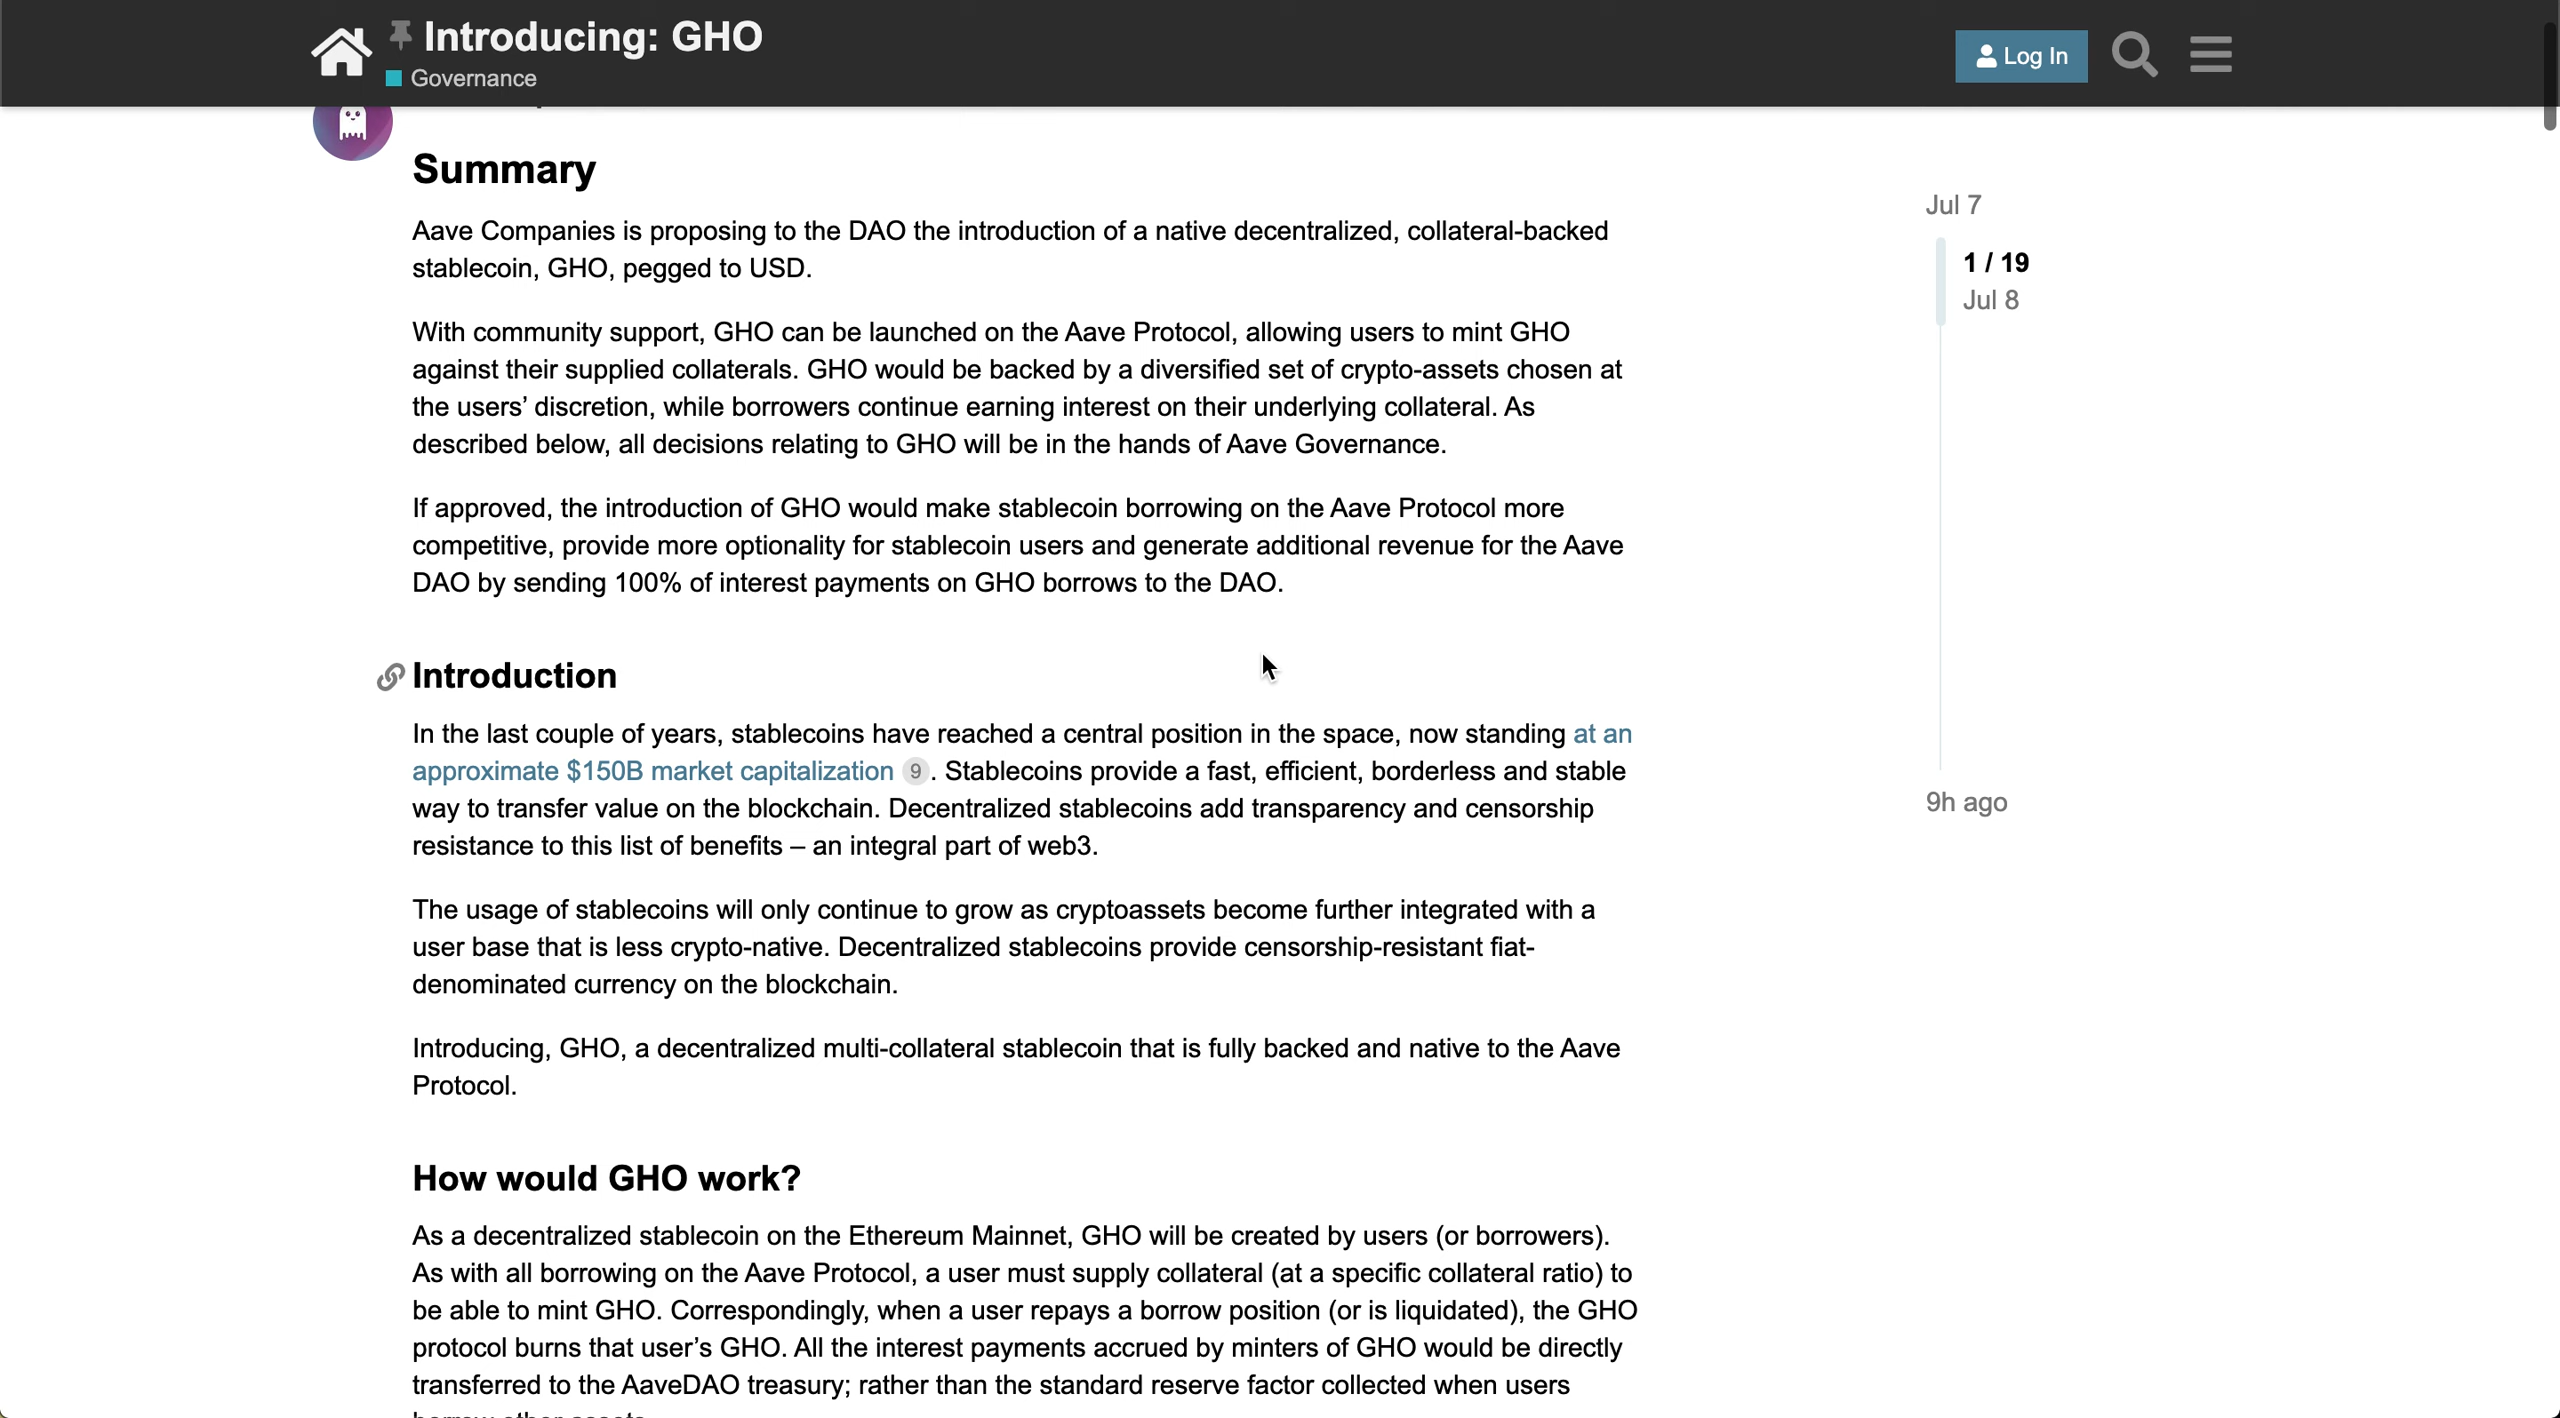 Introducing: GHO
Governance
Log In
Summary
Aave Companies is proposing to the DAO the introduction of a native decentralized, collateral-backed
stablecoin, GHO, pegged to USD.
With community support, GHO can be launched on the Aave Protocol, allowing users to mint GHO
against their supplied collaterals. GHO would be backed by a diversified set of crypto-assets chosen at
the users’ discretion, while borrowers continue earning interest on their underlying collateral. As
described below, all decisions relating to GHO will be in the hands of Aave Governance.
If approved, the introduction of GHO would make stablecoin borrowing on the Aave Protocol more
competitive, provide more optionality for stablecoin users and generate additional revenue for the Aave
DAO by sending 100% of interest payments on GHO borrows to the DAO.
Introduction
In the last couple of years, stablecoins have reached a central position in the space, now standing at an
approximate $150B market capitalization 9. Stablecoins provide a fast, efficient, borderless and stable
way to transfer value on the blockchain. Decentralized stablecoins add transparency and censorship
resistance to this list of benefits – an integral part of web3.
The usage of stablecoins will only continue to grow as cryptoassets become further integrated with a
user base that is less crypto-native. Decentralized stablecoins provide censorship-resistant fiat-
denominated currency on the blockchain.
Introducing, GHO, a decentralized multi-collateral stablecoin that is fully backed and native to the Aave
Protocol.
How would GHO work?
As a decentralized stablecoin on the Ethereum Mainnet, GHO will be created by users (or borrowers).
As with all borrowing on the Aave Protocol, a user must supply collateral (at a specific collateral ratio) to
be able to mint GHO. Correspondingly, when a user repays a borrow position (or is liquidated), the GHO
protocol burns that user’s GHO. All the interest payments accrued by minters of GHO would be directly
transferred to the AaveDAO treasury; rather than the standard reserve factor collected when users
Jul 7
1 / 19
Jul 8
9h ago